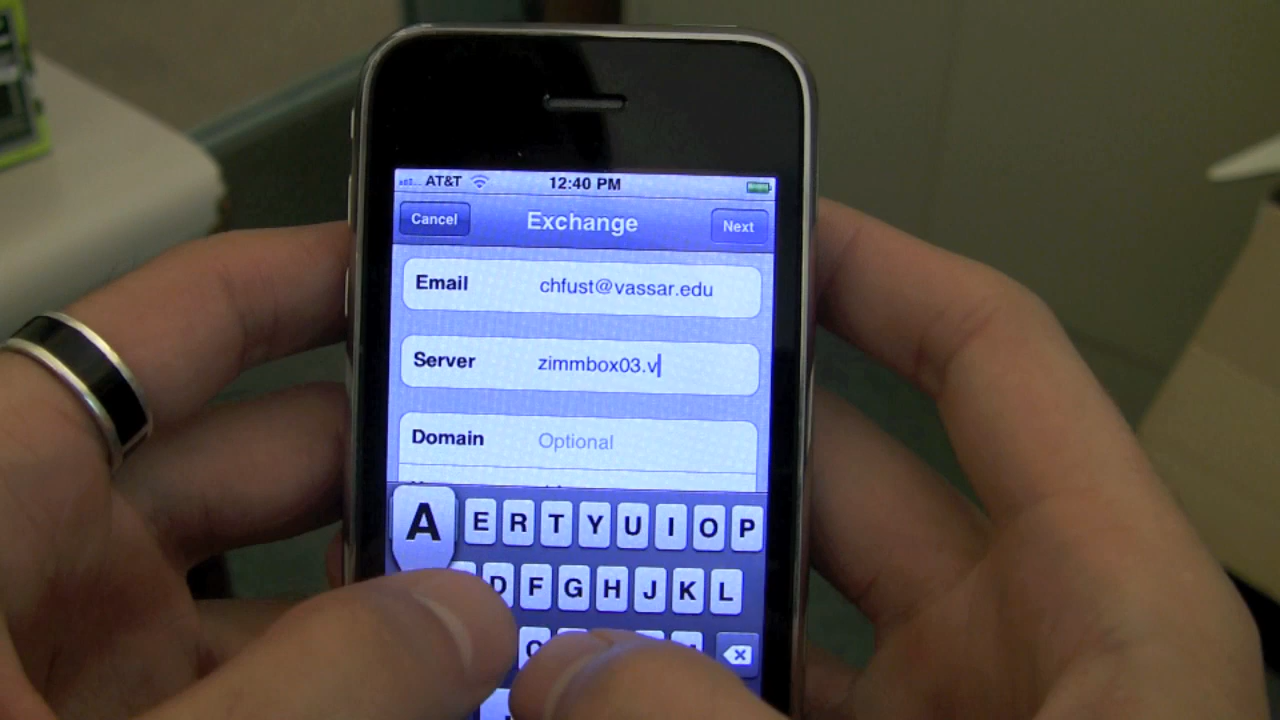 AT&T 12:40 PM
Cancel Exchange Next
Email chfust@vassar.edu
Server zimmbox03.v
Domain Optional
A E R T Y U I O P
D F G H J K L